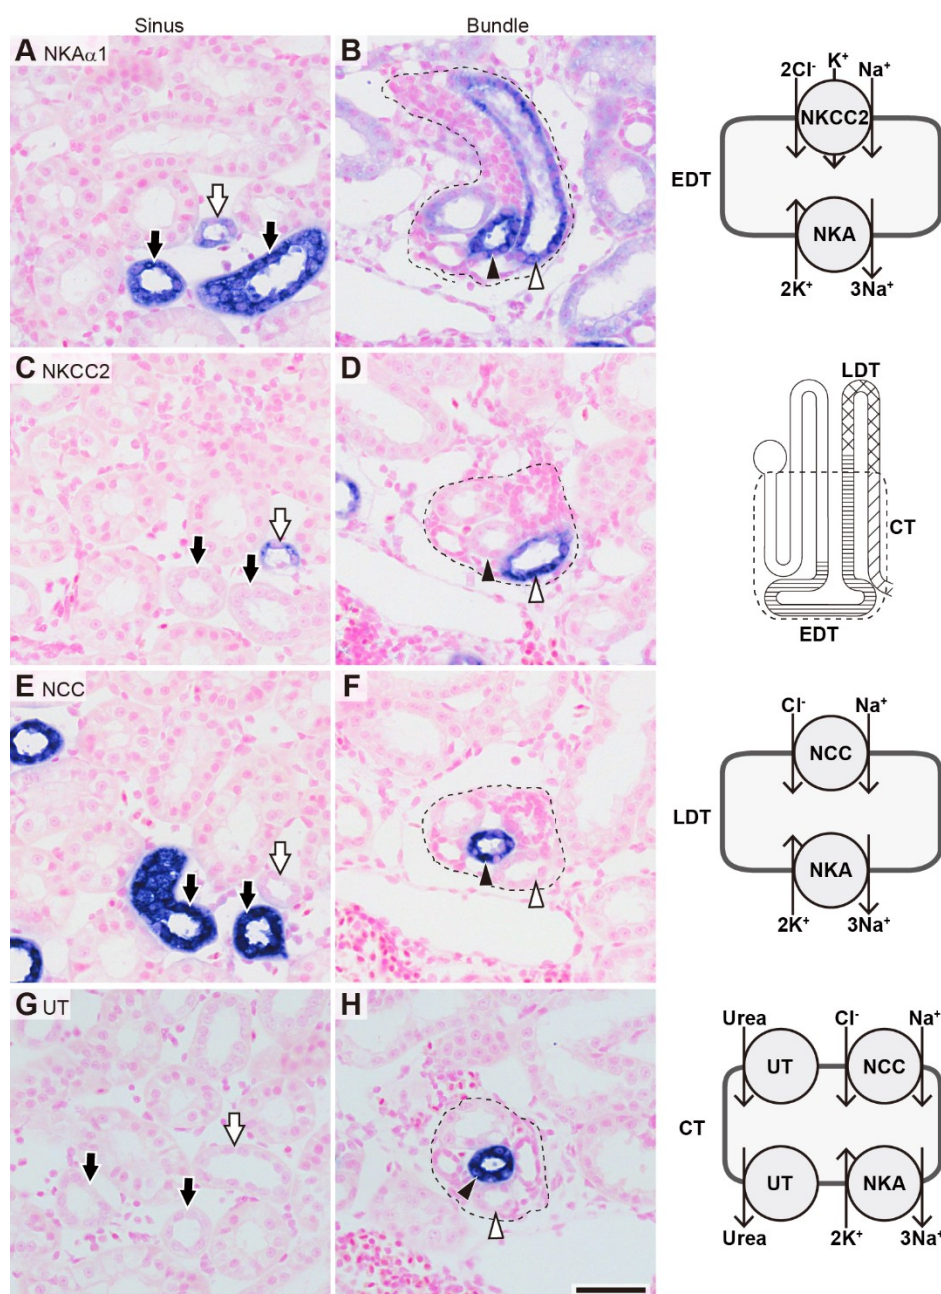 Sinus
Bundle
A NKAα1
B
2Cl- K+ Na+
NKCC2
EDT
NKA
2K+ 3Na+
C NKCC2
D
LDT
CT
EDT
E NCC
F
Cl- Na+
NCC
LDT
NKA
2K+ 3Na+
G UT
H
Urea Cl- Na+
UT NCC
CT
UT NKA
Urea 2K+ 3Na+